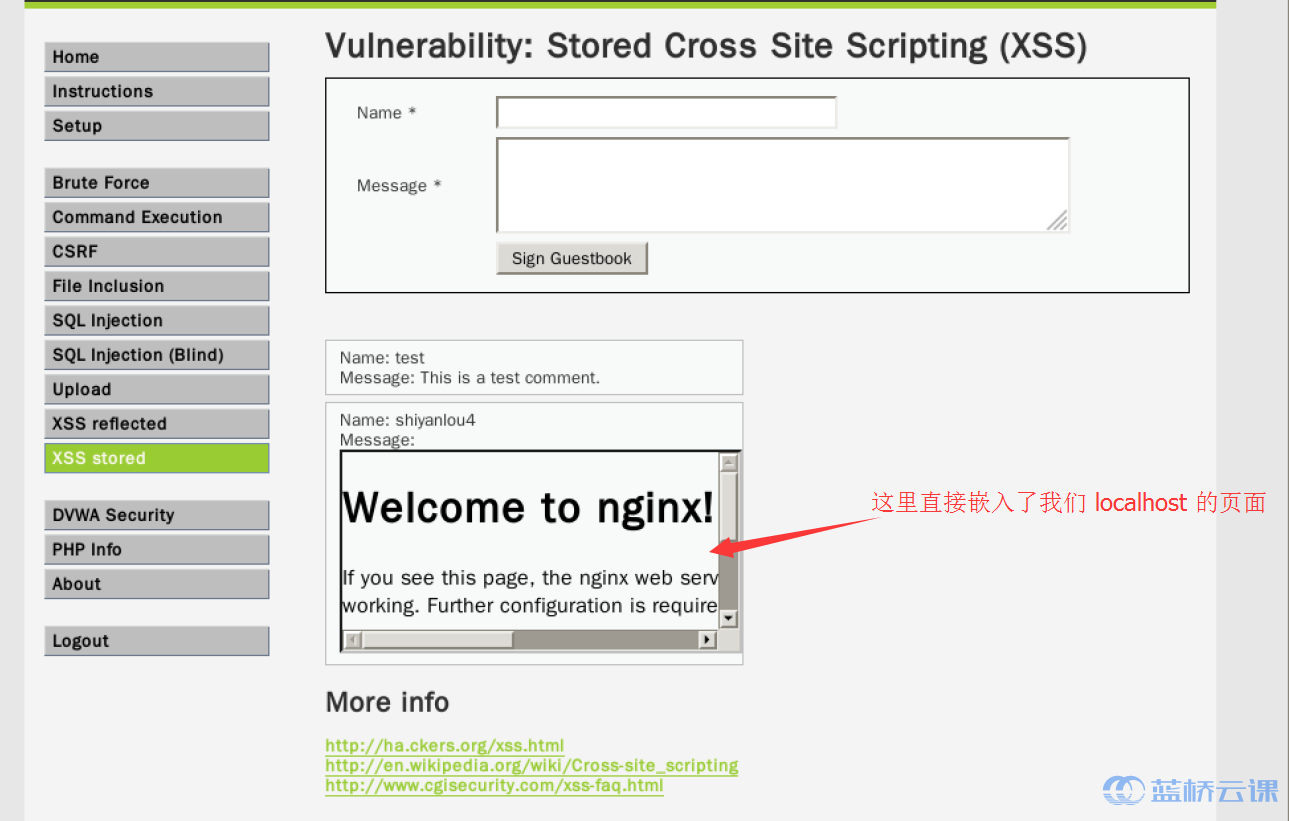 Home
Instructions
Setup
Brute Force
Command Execution
CSRF
File Inclusion
SQL Injection
SQL Injection (Blind)
Upload
XSS reflected
XSS stored
DVWA Security
PHP Info
About
Logout
Vulnerability: Stored Cross Site Scripting (XSS)
Name *
Message *
Sign Guestbook
Name: test
Message: This is a test comment.
Name: shiyanlou4
Message:
Welcome to nginx!
If you see this page, the nginx web serv
working. Further configuration is require
这里直接嵌入了我们 localhost 的页面
More info
http://ha.ckers.org/xss.html
http://en.wikipedia.org/wiki/Cross-site_scripting
http://www.cgisecurity.com/xss-faq.html
蓝桥云课